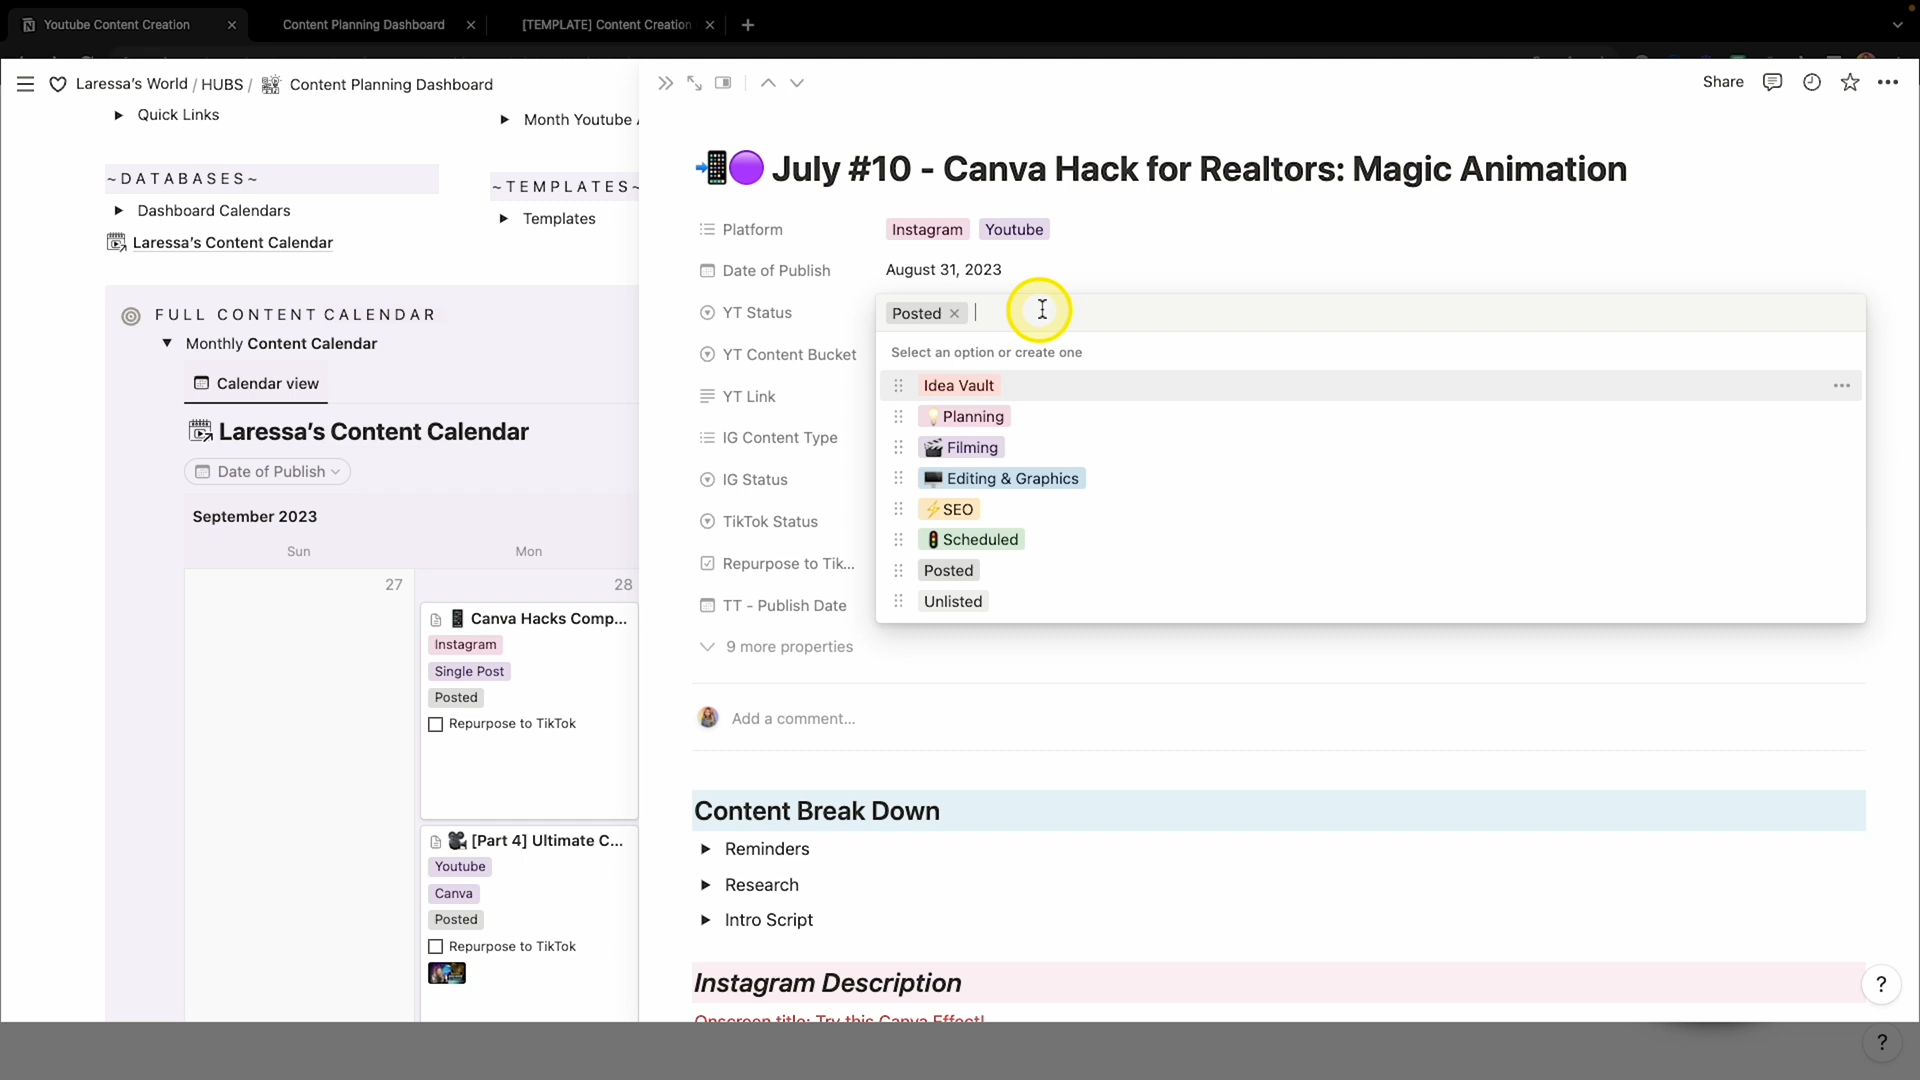 Youtube Content Creation
Content Planning Dashboard
[TEMPLATE] Content Creation
Laressa's World / HUBS / Content Planning Dashboard
Share
Quick Links
Month Youtube
~DATABASES~
~TEMPLATES~
Dashboard Calendars
Templates
Laressa's Content Calendar
FULL CONTENT CALENDAR
Monthly Content Calendar
Calendar view
Laressa's Content Calendar
Date of Publish
September 2023
Sun
Mon
27
28
Canva Hacks Comp...
Instagram
Single Post
Posted
Repurpose to TikTok
[Part 4] Ultimate C...
Youtube
Canva
Posted
Repurpose to TikTok
July #10 - Canva Hack for Realtors: Magic Animation
Platform
Instagram Youtube
Date of Publish
August 31, 2023
YT Status
Posted
YT Content Bucket
Select an option or create one
YT Link
Idea Vault
Planning
IG Content Type
Filming
IG Status
Editing & Graphics
TikTok Status
SEO
Scheduled
Repurpose to Tik...
Posted
TT - Publish Date
Unlisted
9 more properties
Add a comment...
Content Break Down
Reminders
Research
Intro Script
Instagram Description
Onscreen title: Try this Canva Effect!
?
?